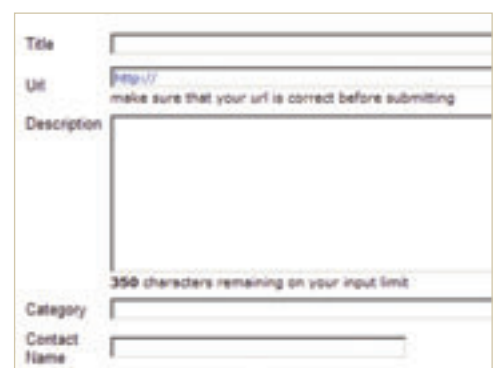 Title
Url http://
make sure that your url is correct before submitting
Description
350 characters remaining on your input limit
Category
Contact
Name